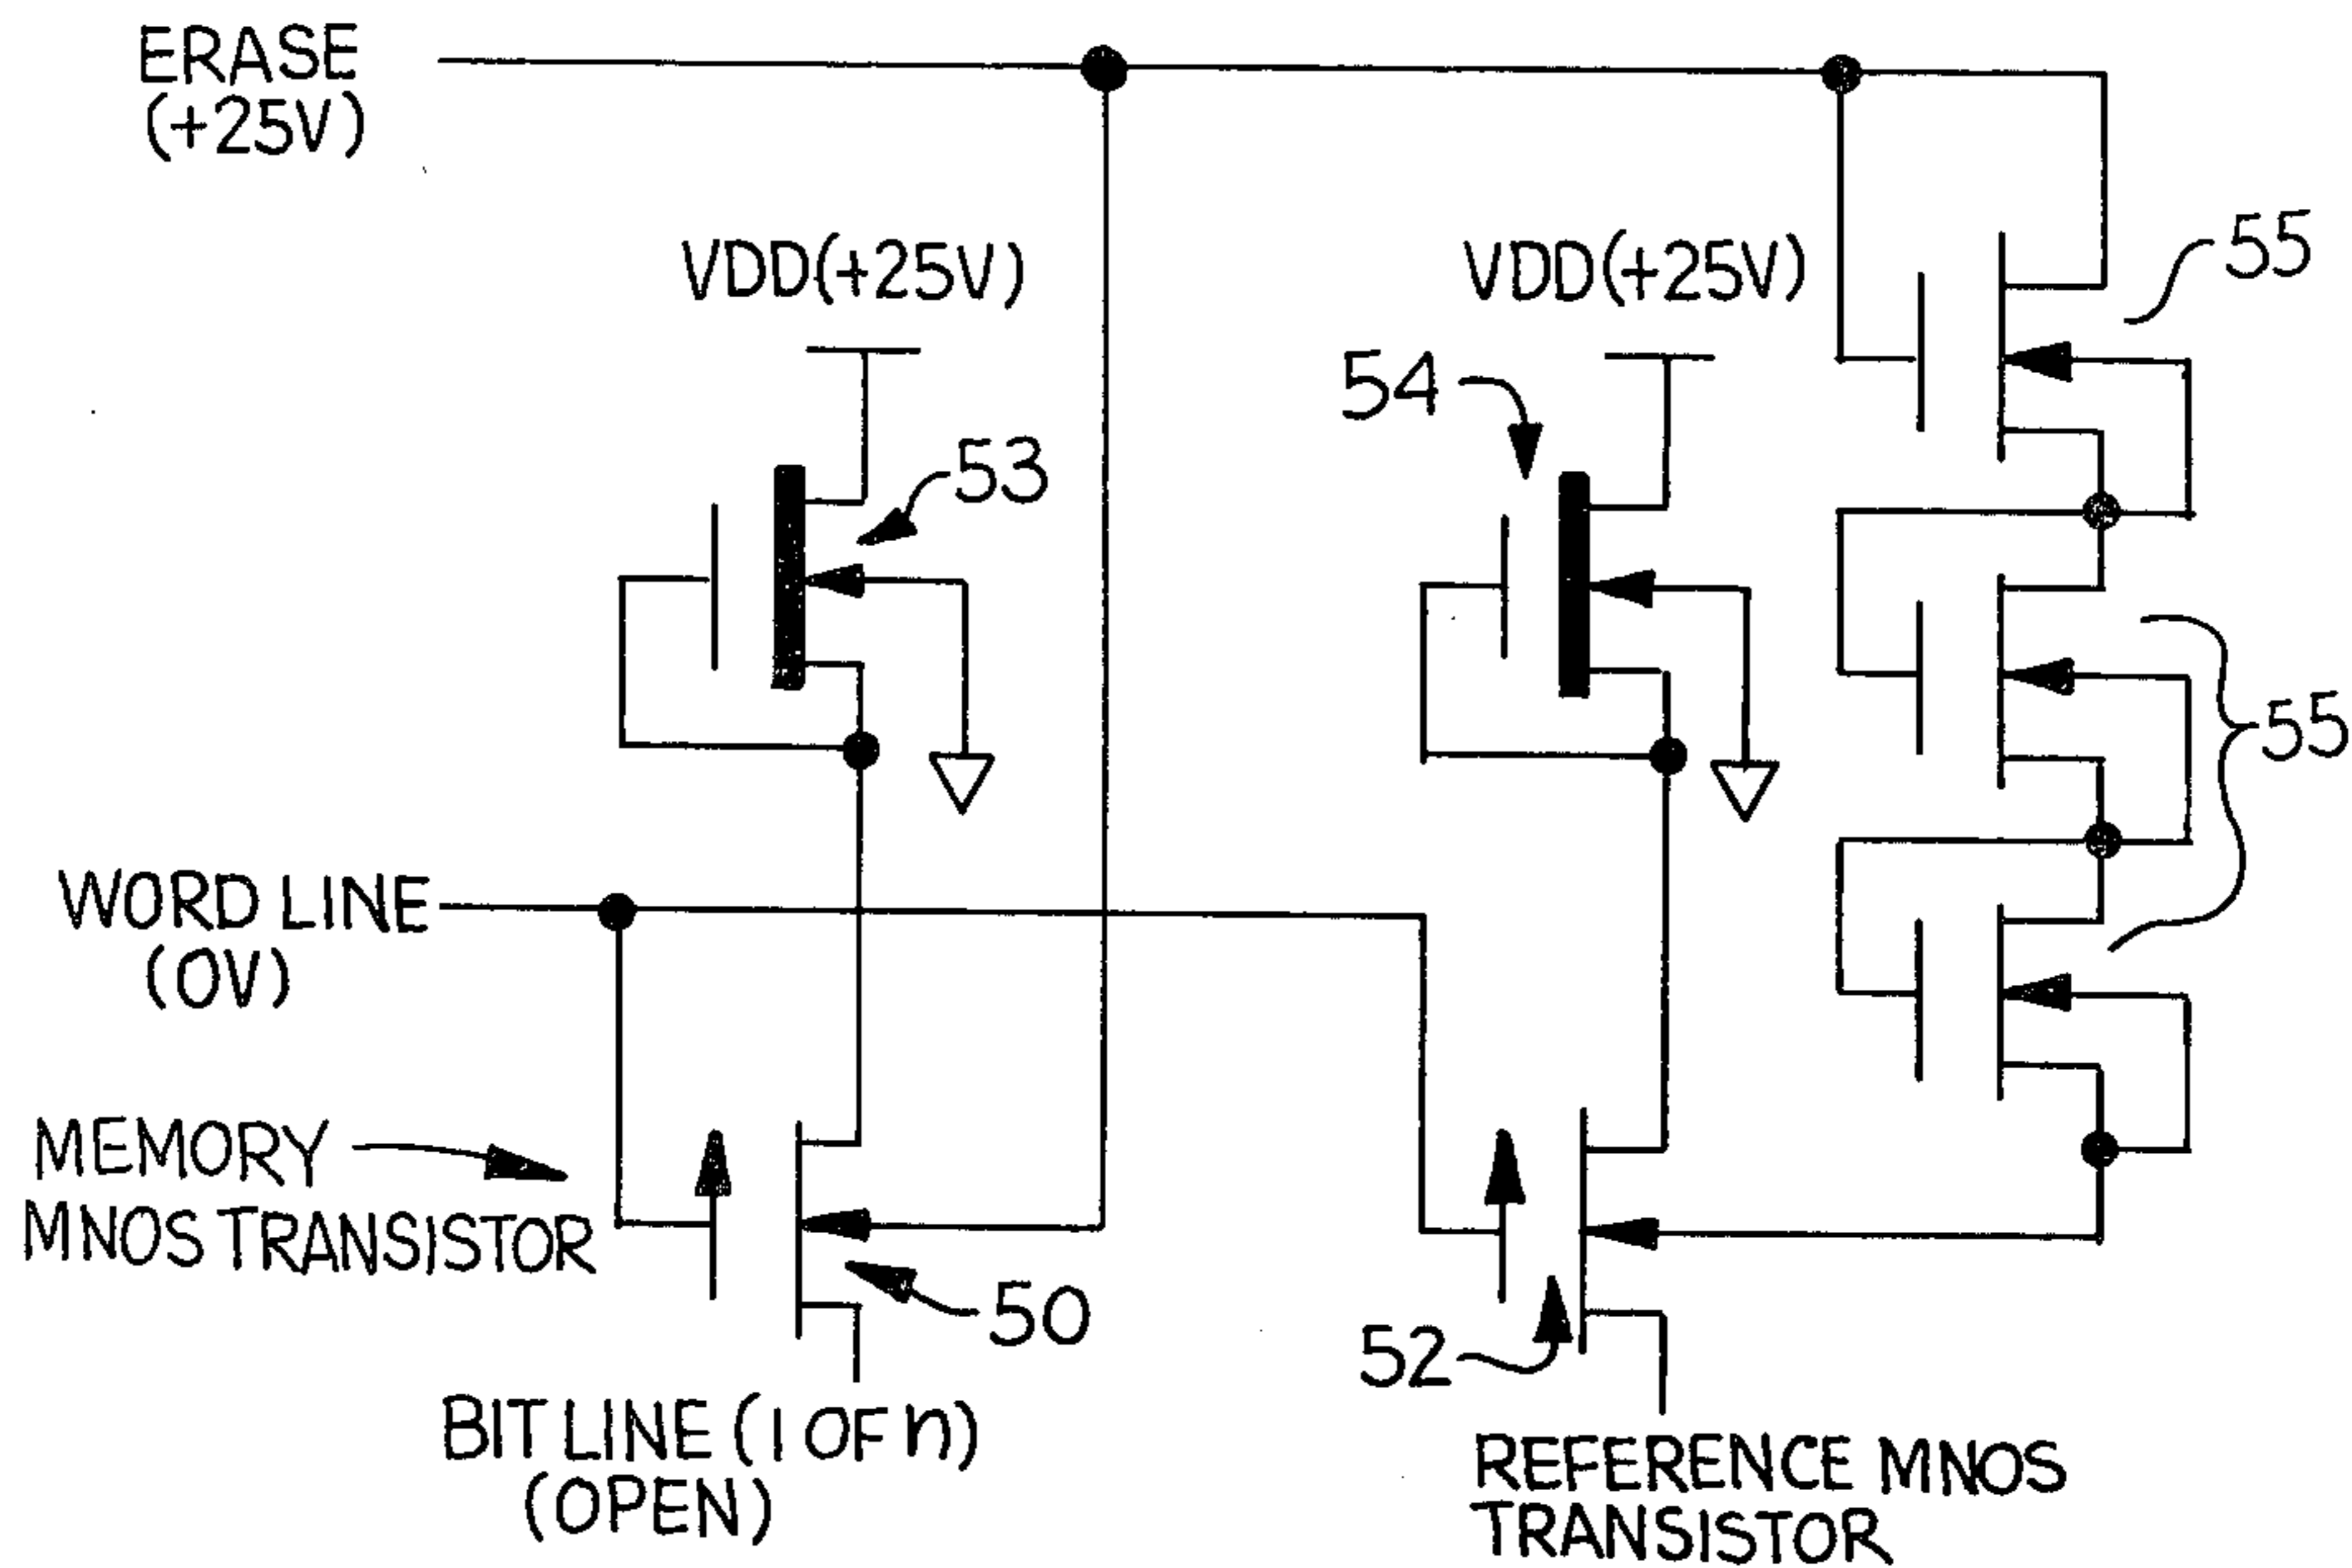 ERASE
(+25V)
VDD(+25V)
VDD(+25V)
55
54
53
55
WORD LINE
(0V)
MEMORY
MNOS TRANSISTOR
50
52
BIT LINE (1 OF n)
(OPEN)
REFERENCE MNOS
TRANSISTOR